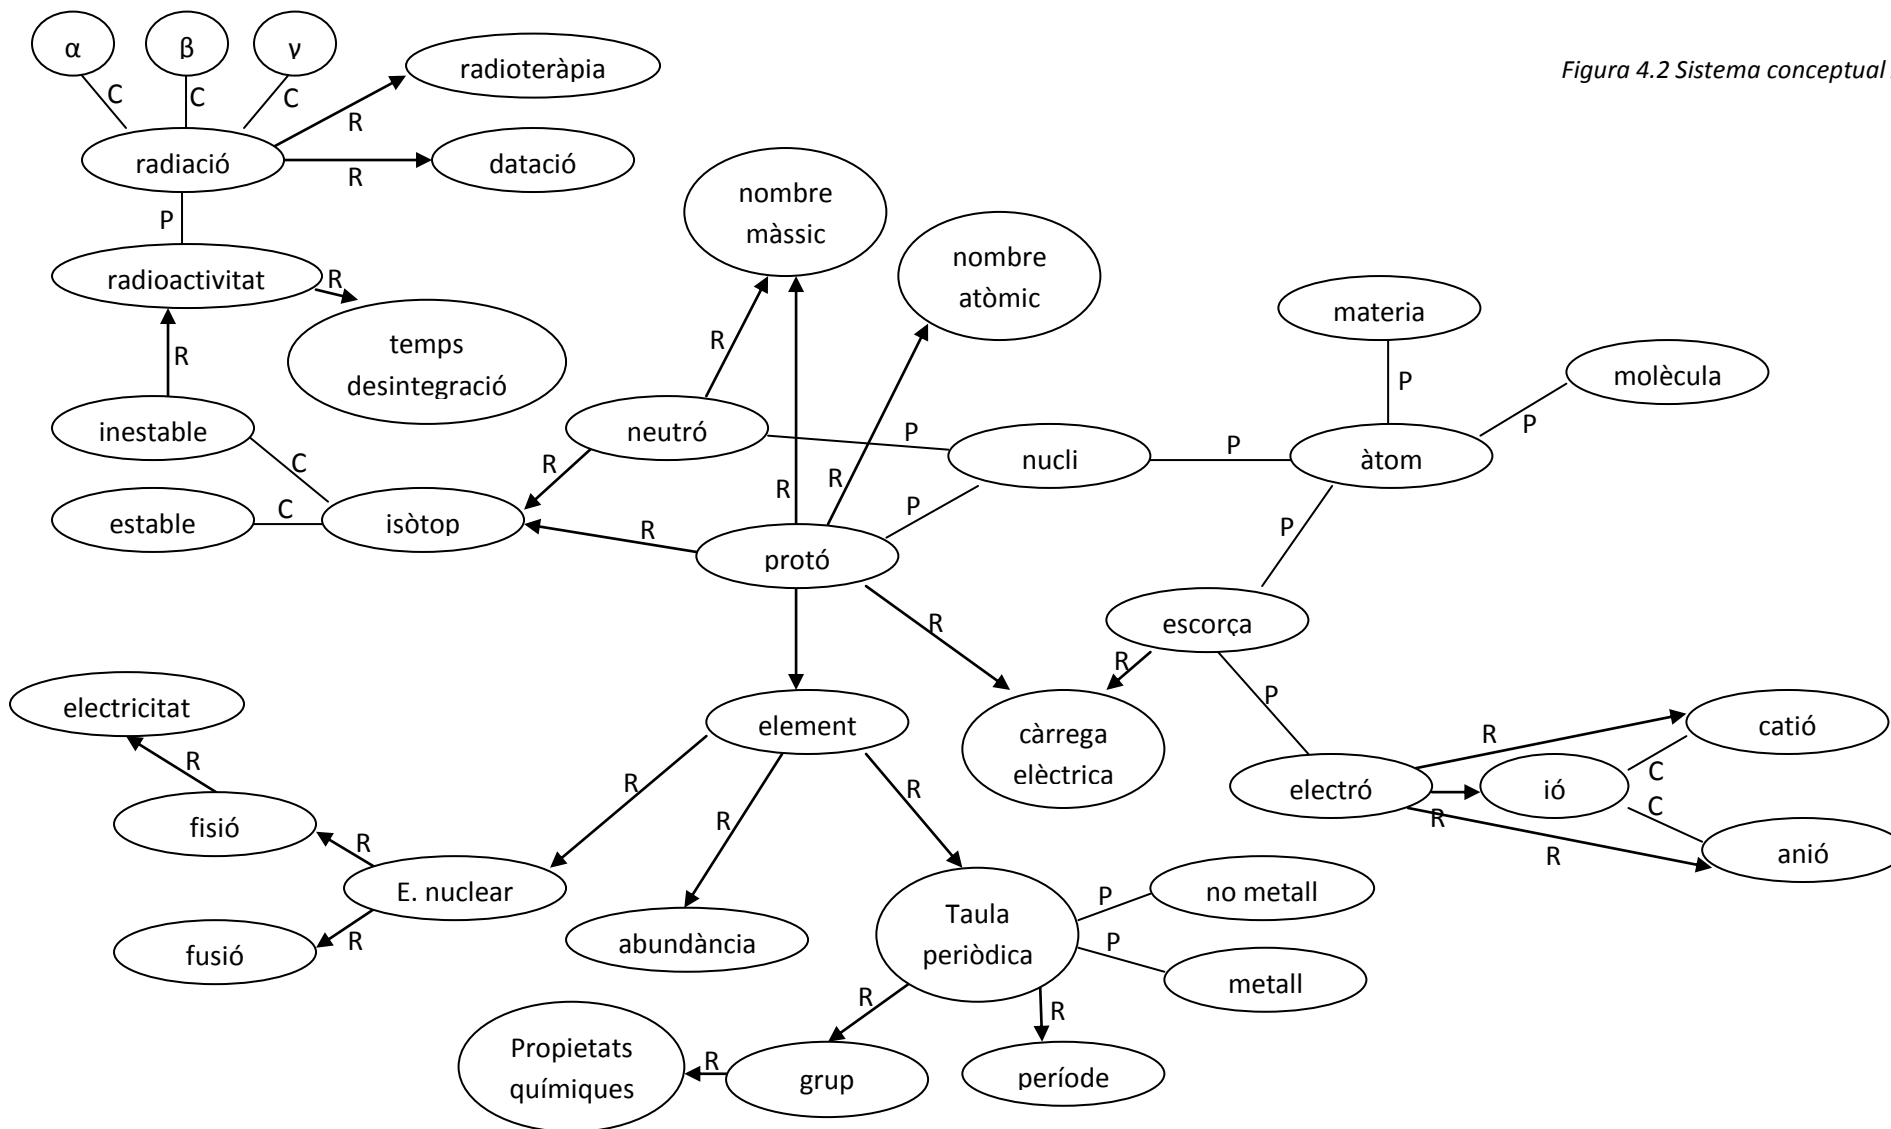 α
β
γ
radioteràpia
Figura 4.2 Sistema conceptual
C
C
C
R
radiació
datació
R
P
nombre
màssic
nombre
atòmic
radioactivitat
R
materia
temps
desintegració
R
R
P
molècula
P
inestable
neutró
P
nucli
P
àtom
C
R
R
R
P
estable
C
isòtop
R
P
protó
escorça
R
R
electricitat
P
element
càrrega
elèctrica
catió
R
R
R
R
C
electró
ió
C
R
fisió
R
R
R
anió
E. nuclear
P
no metall
Taula
periòdica
P
abundància
R
fusió
metall
R
R
Propietats
químiques
R
grup
període